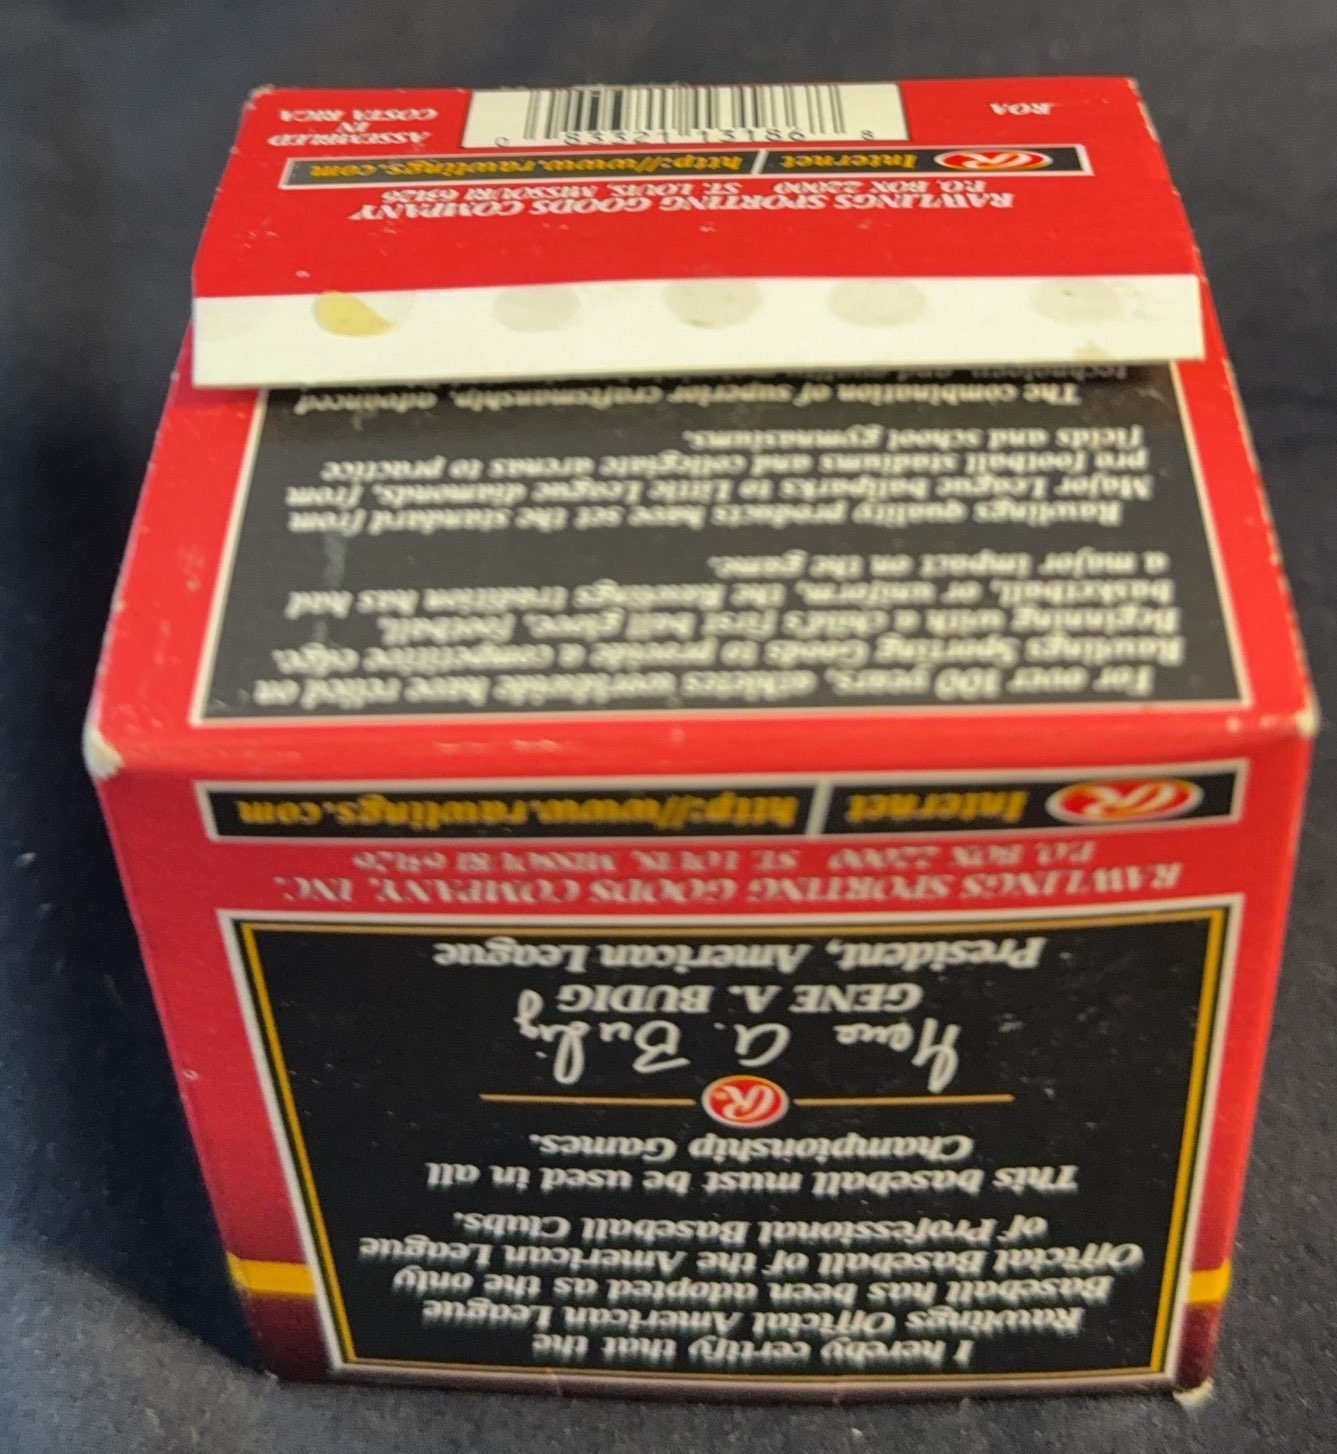 I hereby certify that the
Rawlings Official American League
Baseball has been adopted as the only
Official Baseball of the American League
of Professional Baseball Clubs.
This baseball must be used in all
Championship Games.
R
Gene A. Budig
GENE A. BUDIG
President, American League
RAWLINGS SPORTING GOODS COMPANY, INC.
P.O. BOX 22000 ST. LOUIS, MISSOURI 63126
R Internet | http://www.rawlings.com
For over 100 years, athletes worldwide have relied on
Rawlings Sporting Goods to provide a competitive edge.
Beginning with a child's first ball glove, football,
basketball, or uniform, the Rawlings tradition has had
a major impact on the game.
Rawlings quality products have set the standard from
Major League ballparks to Little League diamonds, from
pro football stadiums and collegiate arenas to practice
fields and school gymnasiums.
The combination of superior craftsmanship, advanced
RAWLINGS SPORTING GOODS COMPANY
P.O. BOX 22000 ST. LOUIS, MISSOURI 63126
R Internet | http://www.rawlings.com
ROA
0 83321 13186 8
ASSEMBLED
IN
COSTA RICA